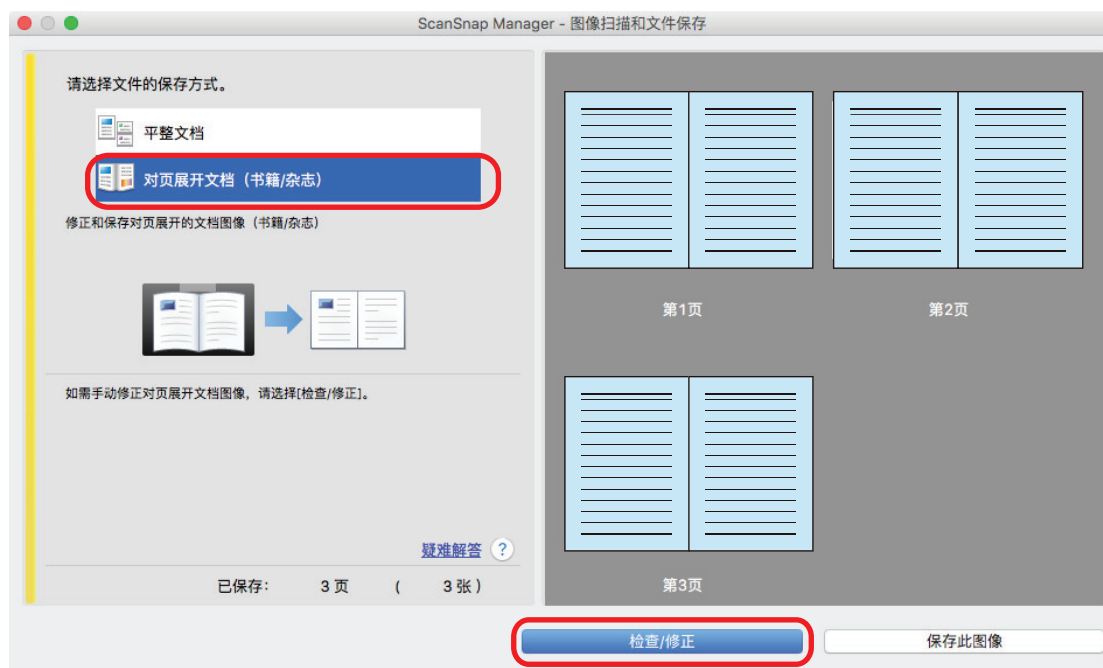 ScanSnap Manager - 图像扫描和文件保存
请选择文件的保存方式。
平整文档
对页展开文档（书籍/杂志）
修正和保存对页展开的文档图像（书籍/杂志）
如需手动修正对页展开文档图像，请选择[检查/修正]。
疑难解答 ?
已保存: 3 页 ( 3 张 )
第1页
第2页
第3页
检查/修正
保存此图像